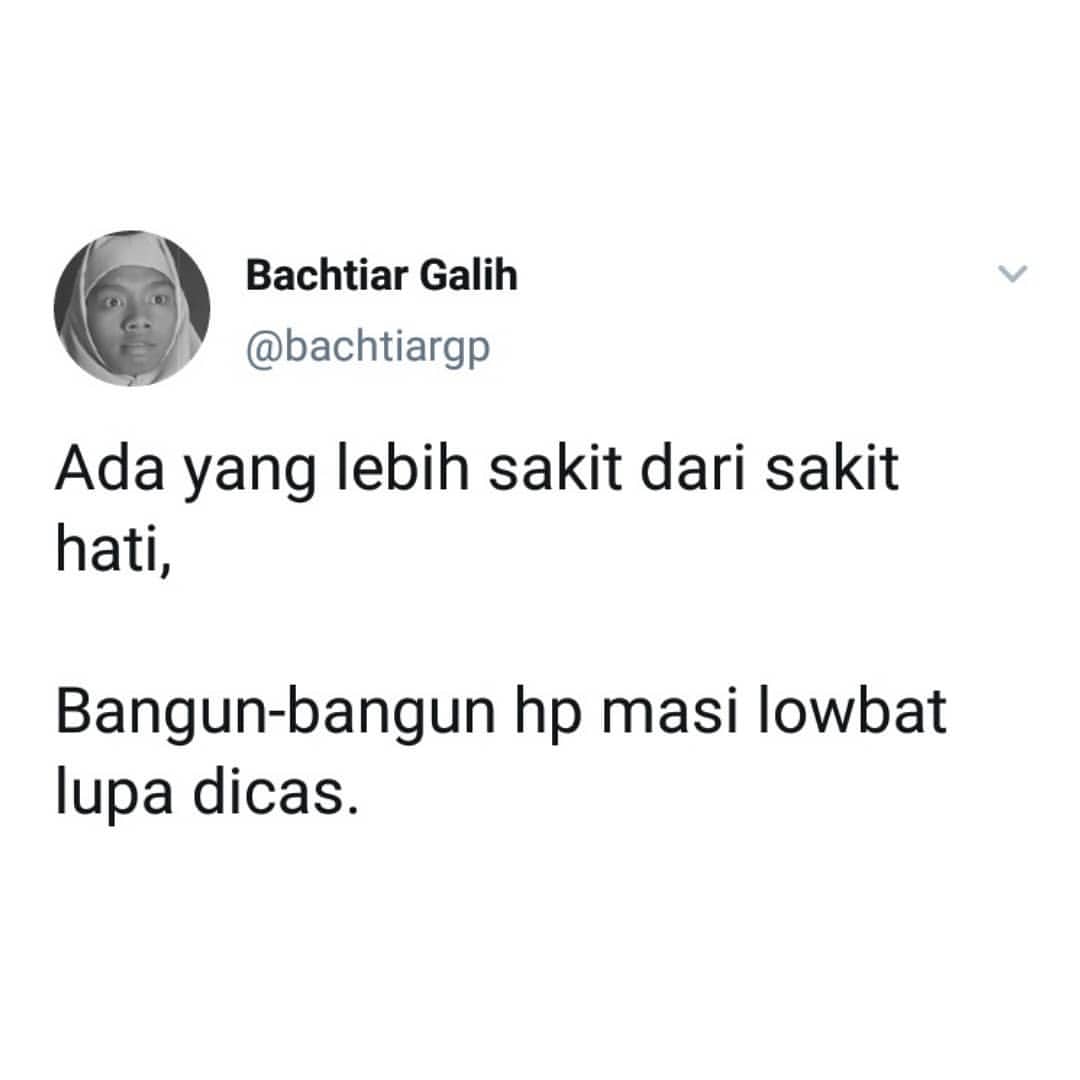 Bachtiar Galih
@bachtiargp
Ada yang lebih sakit dari sakit
hati,
Bangun-bangun hp masi lowbat
lupa dicas.